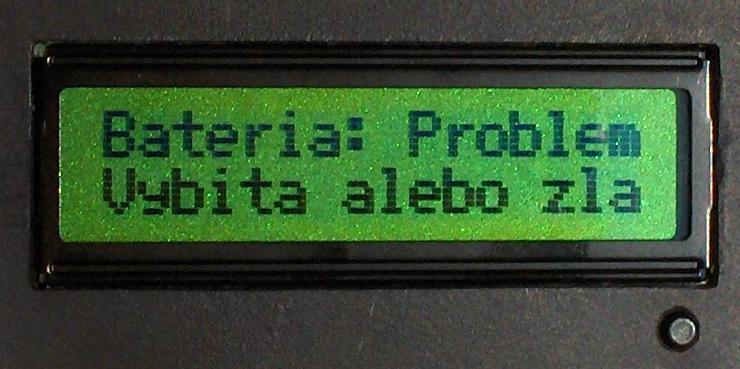 Bateria: Problem
Vybita alebo zla